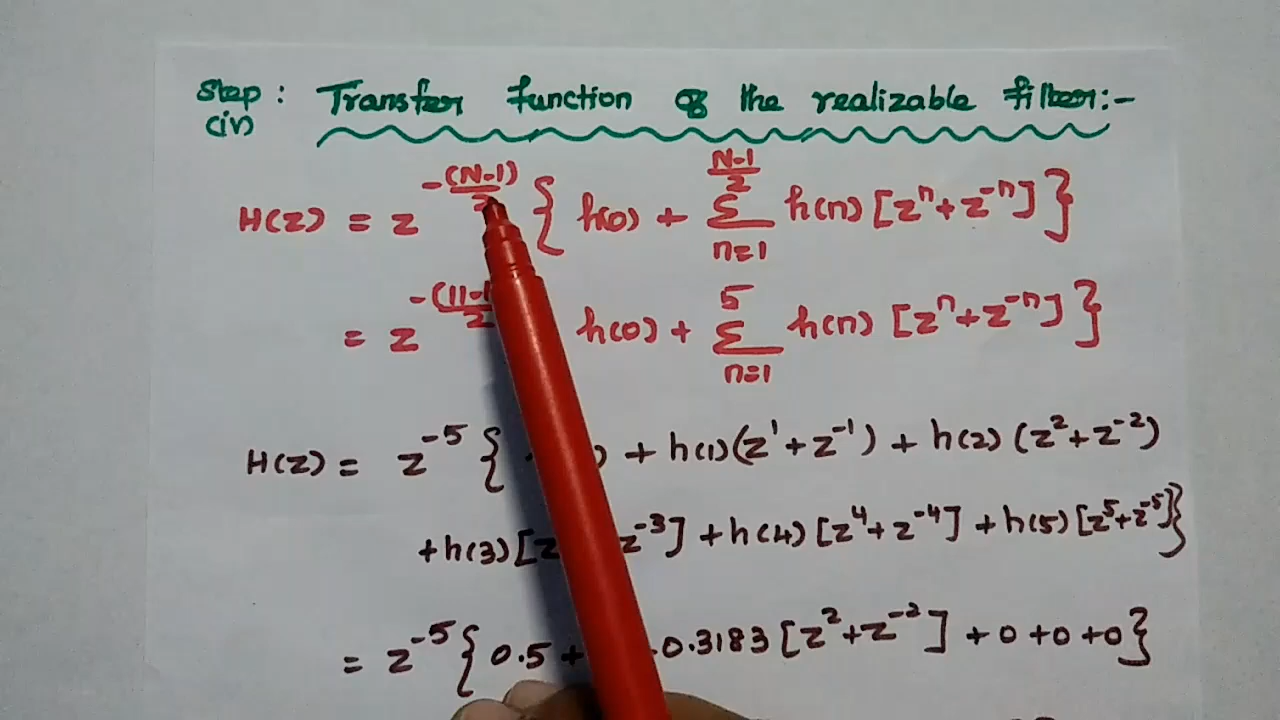 Step : Transfer function of the realizable filter:-
(iv)
H(z) = z^{-(N-1)/2} { h(0) + Σ_{n=1}^{(N-1)/2} h(n) [z^n + z^{-n}] }
= z^{-(11-1)/2} h(0) + Σ_{n=1}^{5} h(n) [z^n + z^{-n}] }
H(z) = z^{-5} { + h(1)(z^1 + z^{-1}) + h(2) (z^2 + z^{-2})
+ h(3) [z z^{-3}] + h(4) [z^4 + z^{-4}] + h(5) [z^5 + z^{-5}] }
= z^{-5} { 0.5 + 0.3183 [z^2 + z^{-2}] + 0 + 0 + 0 }